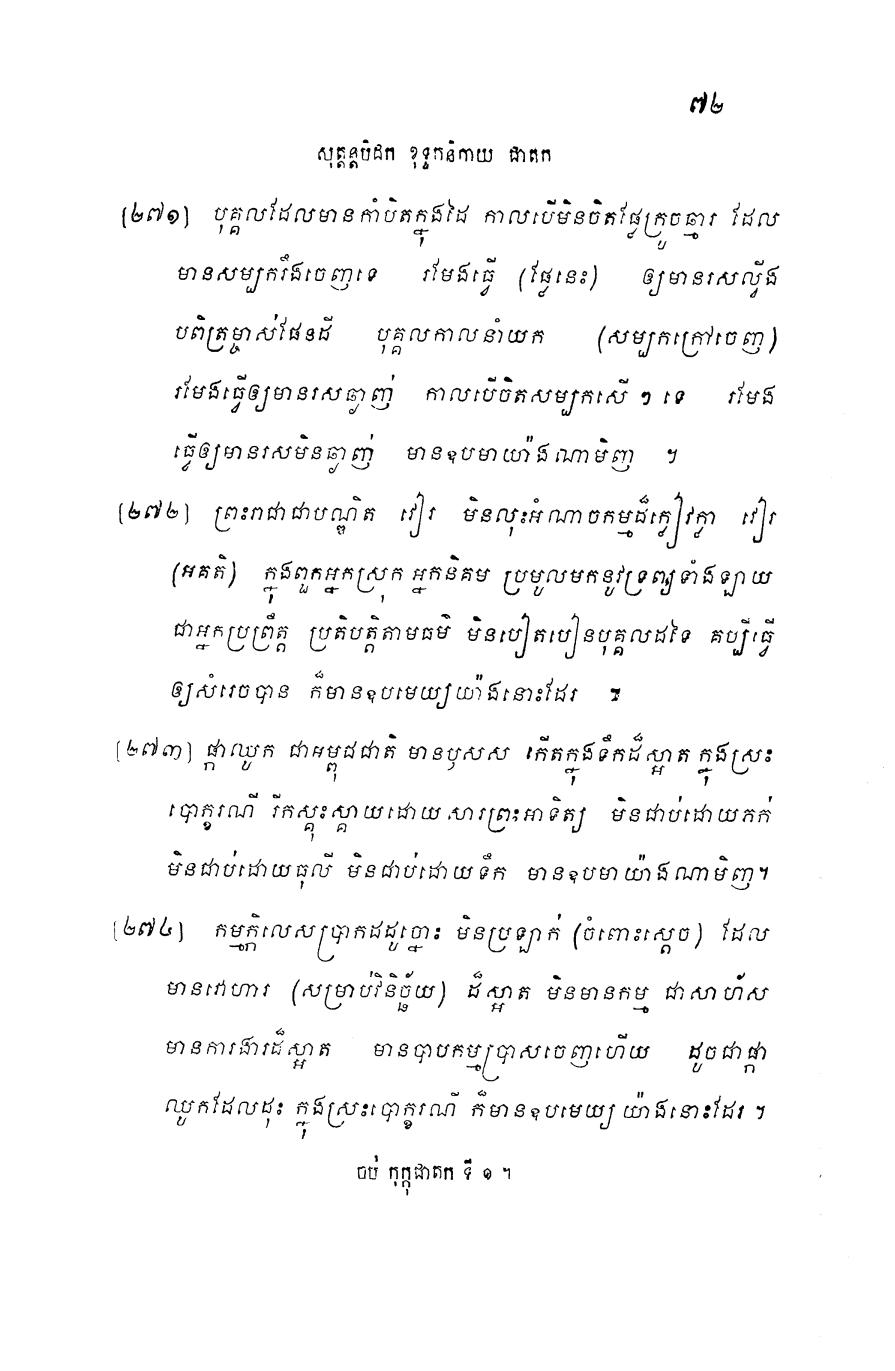 ៧២
សុត្តន្តបិដក ខុទ្ទកនិកាយ ជាតក
[២៧១] បុគ្គលដែលមានកាំបិតក្នុងដៃ កាលបើមិនចិតផ្លែក្រូចឆ្មារ ដែល
មានសម្បករឹងចេញទេ រមែងធ្វើ (ផ្លែនេះ) ឲ្យមានរសល្វីង
បពិត្រម្ចាស់ផែនដី បុគ្គលកាលនាំយក (សម្បកក្រៅចេញ)
រមែងធ្វើឲ្យមានរសឆ្ងាញ់ កាលបើចិតសម្បកសើ ៗ ទេ រមែង
ធ្វើឲ្យមានរសមិនឆ្ងាញ់ មានឧបមាយ៉ាងណាមិញ ។
[២៧២] ព្រះរាជាជាបណ្ឌិត វៀរ មិនលុះអំណាចកម្មដ៏ក្លៀវក្លា វៀរ
(អគតិ) ក្នុងពួកអ្នកស្រុក អ្នកនិគម ប្រមូលមកនូវទ្រព្យទាំងឡាយ
ជាអ្នកប្រព្រឹត្ត ប្រតិបត្តិតាមធម៌ មិនបៀតបៀនបុគ្គលដទៃ គប្បីធ្វើ
ឲ្យសំរេចបាន ក៏មានឧបមេយ្យយ៉ាងនោះដែរ ។
[២៧៣] ផ្កាឈូក ជាអម្ពុជជាតិ មានឫសស កើតក្នុងទឹកដ៏ស្អាត ក្នុងស្រះ
បោក្ខរណី រីកស្គុះស្គាយដោយសារព្រះអាទិត្យ មិនជាប់ដោយភក់
មិនជាប់ដោយធុលី មិនជាប់ដោយទឹក មានឧបមាយ៉ាងណាមិញ។
[២៧៤] កម្មក្តិលេសប្រាកដដូច្នោះ មិនប្រឡាក់ (ចំពោះស្តេច) ដែល
មានវោហារ (សម្រាប់វិនិច្ឆ័យ) ដ៏ស្អាត មិនមានកម្ម ជាសាហ័ស
មានការងារដ៏ស្អាត មានបាបកម្មប្រាសចេញហើយ ដូចជាផ្កា
ឈូកដែលដុះ ក្នុងស្រះបោក្ខរណី ក៏មានឧបមេយ្យ យ៉ាងនោះដែរ ។
ចប់ កុក្កុជាតក ទី ១ ។